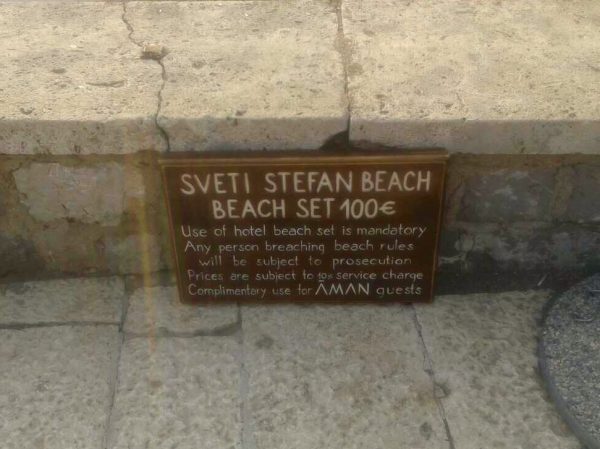 SVETI STEFAN BEACH
BEACH SET 100€
Use of hotel beach set is mandatory
Any person breaching beach rules
will be subject to prosecution
Prices are subject to 10% service charge
Complimentary use for ĀMAN guests